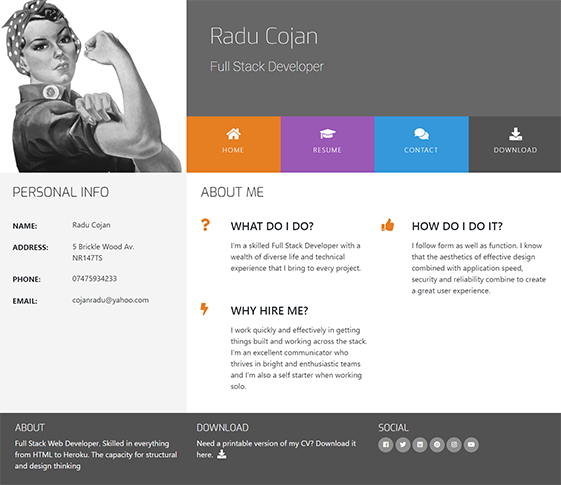 Radu Cojan
Full Stack Developer
HOME
RESUME
CONTACT
DOWNLOAD
PERSONAL INFO
NAME: Radu Cojan
ADDRESS: 5 Brickle Wood Av.
NR147TS
PHONE: 07475934233
EMAIL: cojanradu@yahoo.com
ABOUT ME
WHAT DO I DO?
I'm a skilled Full Stack Developer with a
wealth of diverse life and technical
experience that I bring to every project.
HOW DO I DO IT?
I follow form as well as function. I know
that the aesthetics of effective design
combined with application speed,
security and reliability combine to create
a great user experience.
WHY HIRE ME?
I work quickly and effectively in getting
things built and working across the stack.
I'm an excellent communicator who
thrives in bright and enthusiastic teams
and I'm also a self starter when working
solo.
ABOUT
Full Stack Web Developer. Skilled in everything
from HTML to Heroku. The capacity for structural
and design thinking
DOWNLOAD
Need a printable version of my CV? Download it
here.
SOCIAL